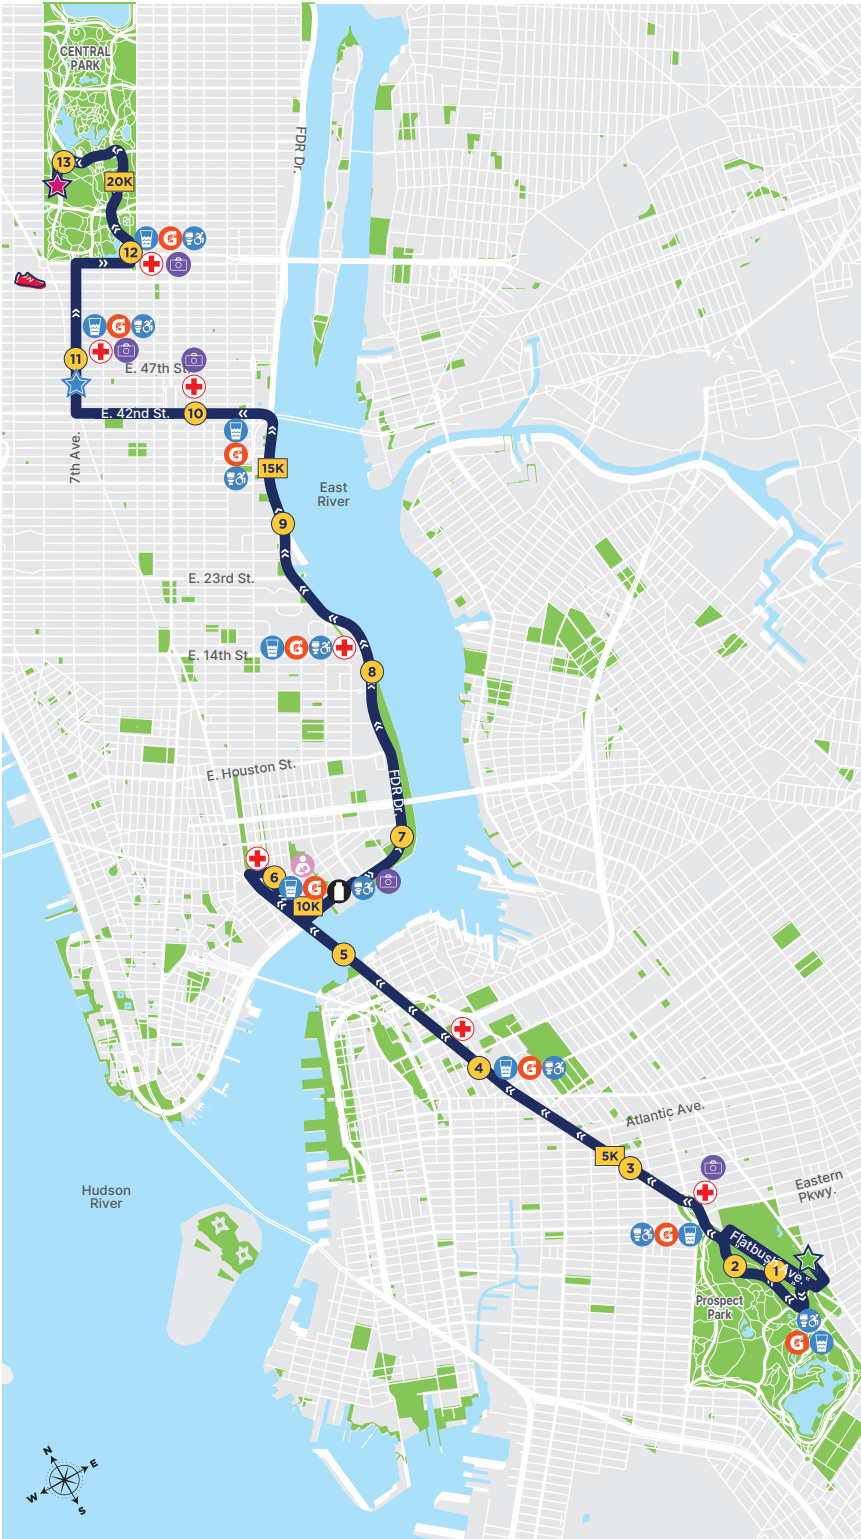 CENTRAL
PARK
FDR Dr.
13
20K
12
11
E. 47th St.
E. 42nd St.
10
7th Ave.
15K
East
River
9
E. 23rd St.
E. 14th St.
8
E. Houston St.
FDR Dr.
7
6
10K
5
4
Atlantic Ave.
5K
3
Eastern
Pkwy.
Hudson
River
Flatbush Ave.
2
1
Prospect
Park
N
E
W
S